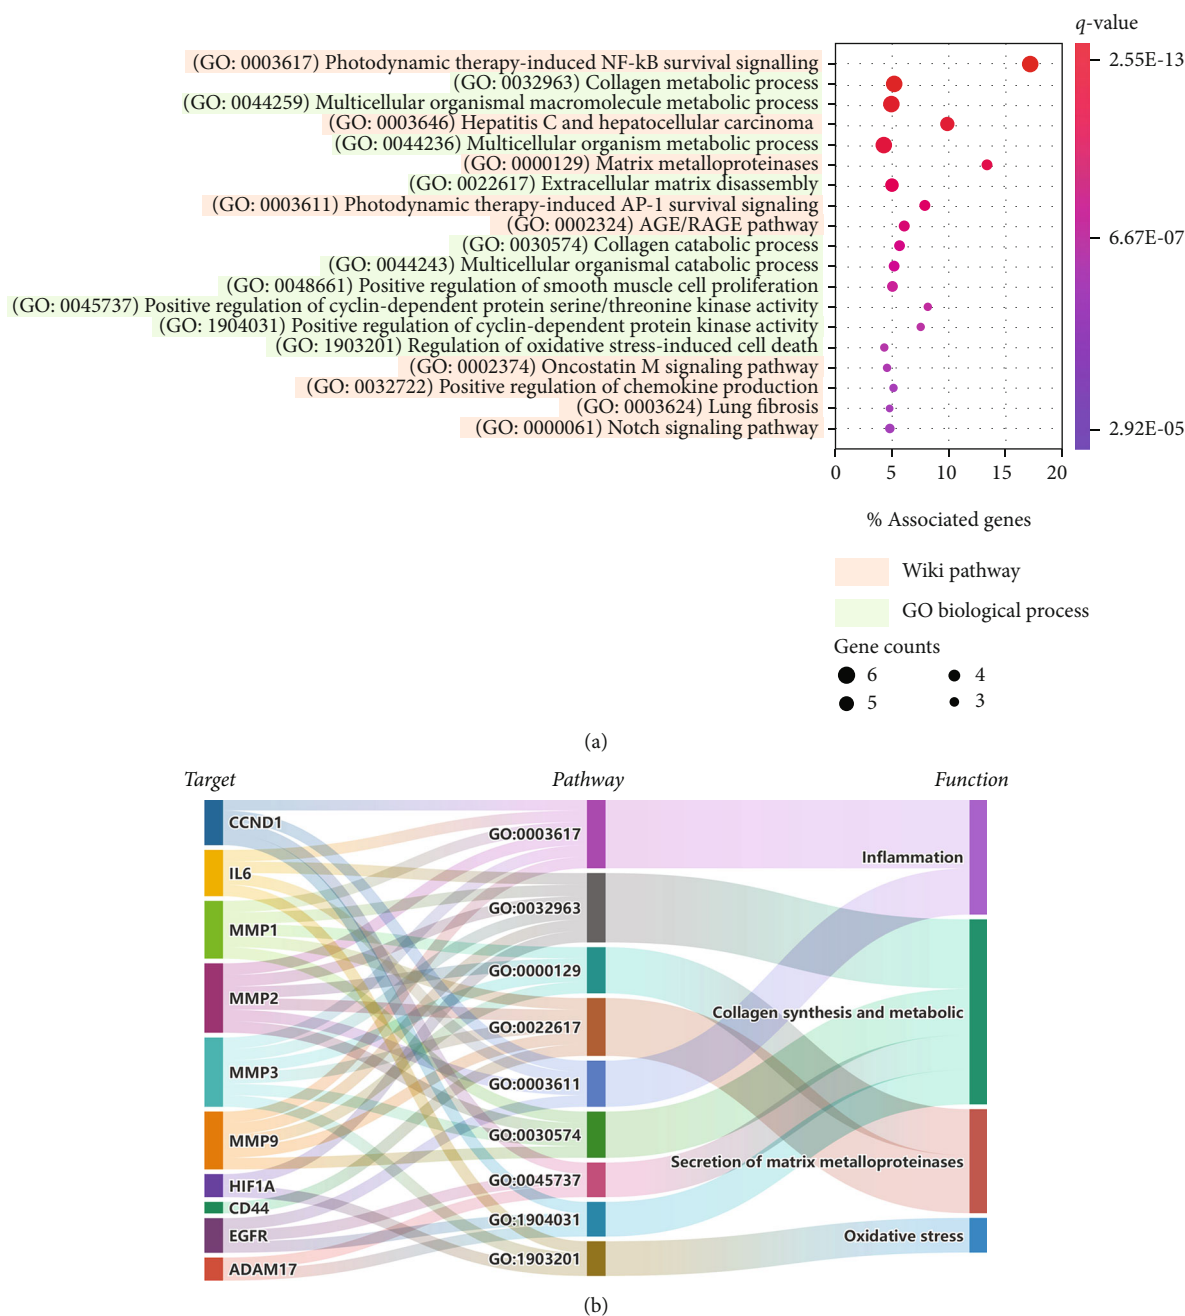 q-value
(GO: 0003617) Photodynamic therapy-induced NF-kB survival signalling
(GO: 0032963) Collagen metabolic process
(GO: 0044259) Multicellular organismal macromolecule metabolic process
(GO: 0003646) Hepatitis C and hepatocellular carcinoma
(GO: 0044236) Multicellular organism metabolic process
(GO: 0000129) Matrix metalloproteinases
(GO: 0022617) Extracellular matrix disassembly
(GO: 0003611) Photodynamic therapy-induced AP-1 survival signaling
(GO: 0002324) AGE/RAGE pathway
(GO: 0030574) Collagen catabolic process
(GO: 0044243) Multicellular organismal catabolic process
(GO: 0048661) Positive regulation of smooth muscle cell proliferation
(GO: 0045737) Positive regulation of cyclin-dependent protein serine/threonine kinase activity
(GO: 1904031) Positive regulation of cyclin-dependent protein kinase activity
(GO: 1903201) Regulation of oxidative stress-induced cell death
(GO: 0002374) Oncostatin M signaling pathway
(GO: 0032722) Positive regulation of chemokine production
(GO: 0003624) Lung fibrosis
(GO: 0000061) Notch signaling pathway
2.55E-13
6.67E-07
2.92E-05
0 5 10 15 20
% Associated genes
Wiki pathway
GO biological process
Gene counts
6 4
5 3
(a)
Target Pathway Function
CCND1
IL6
MMP1
MMP2
MMP3
MMP9
HIF1A
CD44
EGFR
ADAM17
GO:0003617
GO:0032963
GO:0000129
GO:0022617
GO:0003611
GO:0030574
GO:0045737
GO:1904031
GO:1903201
Inflammation
Collagen synthesis and metabolic
Secretion of matrix metalloproteinases
Oxidative stress
(b)